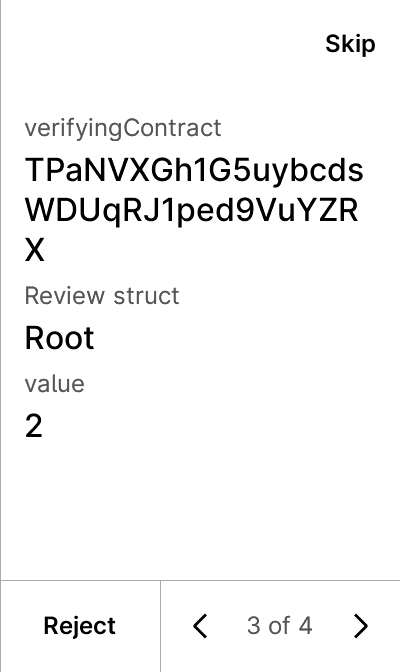 Skip
verifyingContract
TPaNVXGh1G5uybcds
WDUqRJ1ped9VuYZR
X
Review struct
Root
value
2
Reject
3 of 4